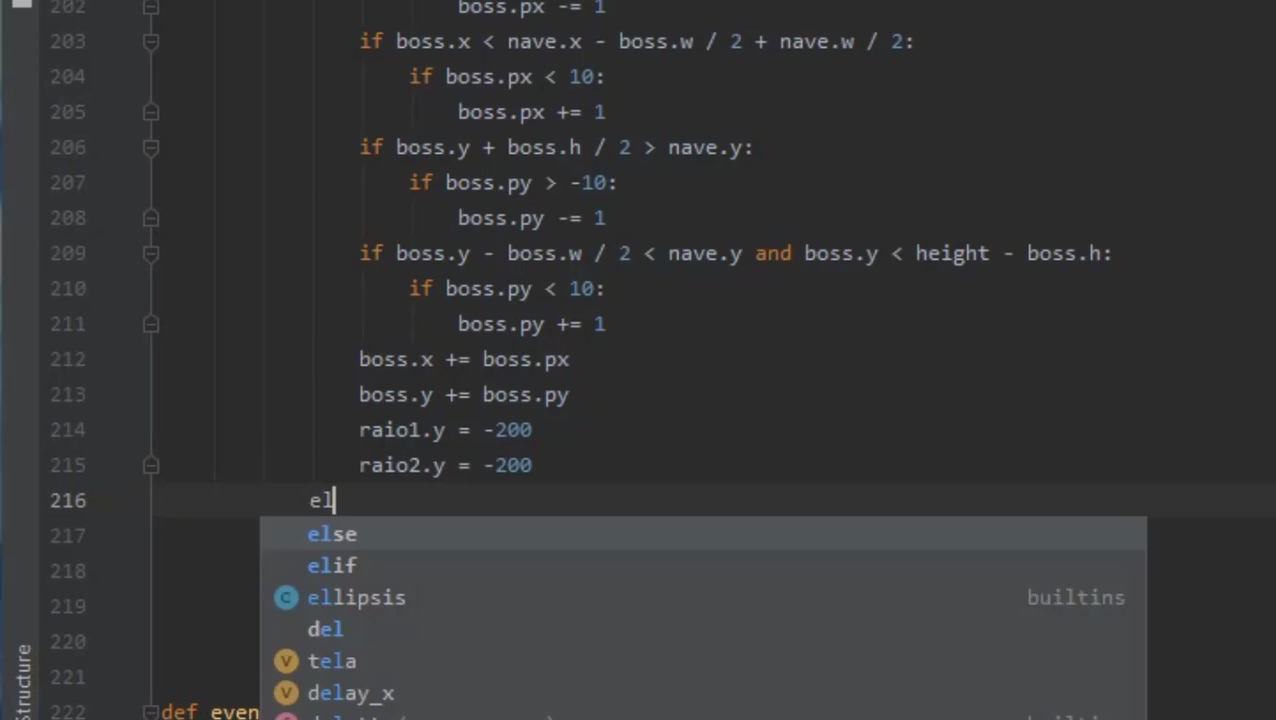 202 boss.px -= 1
203 if boss.x < nave.x - boss.w / 2 + nave.w / 2:
204 if boss.px < 10:
205 boss.px += 1
206 if boss.y + boss.h / 2 > nave.y:
207 if boss.py > -10:
208 boss.py -= 1
209 if boss.y - boss.w / 2 < nave.y and boss.y < height - boss.h:
210 if boss.py < 10:
211 boss.py += 1
212 boss.x += boss.px
213 boss.y += boss.py
214 raio1.y = -200
215 raio2.y = -200
216 el
217 else
218 elif
219 C ellipsis builtins
220 del
221 V tela
V delay_x
222 def even
Structure